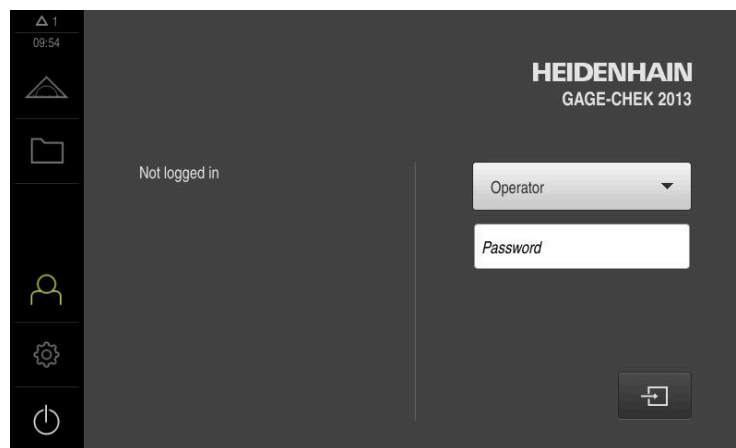 △ 1
09:54
HEIDENHAIN
GAGE-CHEK 2013
Not logged in
Operator
Password